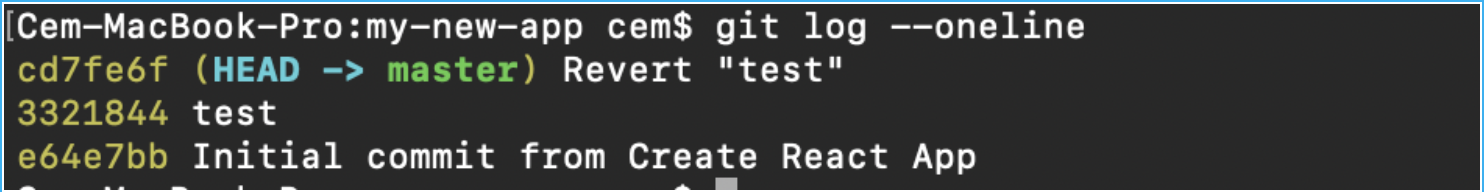 [Cem-MacBook-Pro:my-new-app cem$ git log --oneline
cd7fe6f (HEAD -> master) Revert "test"
3321844 test
e64e7bb Initial commit from Create React App